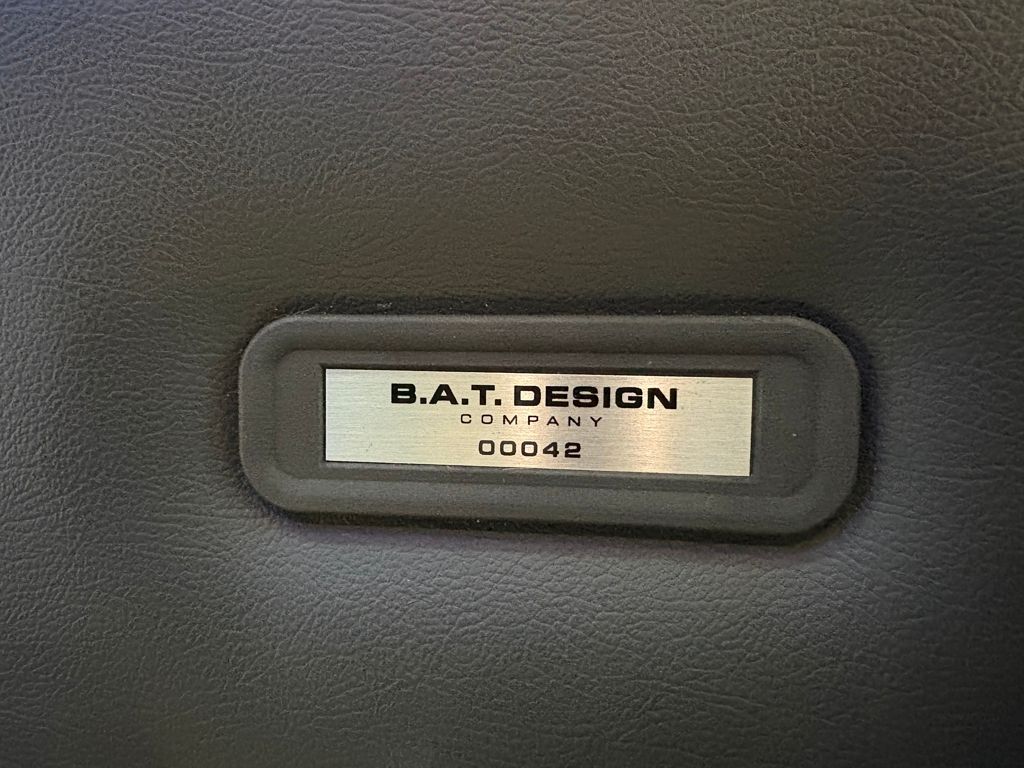 B.A.T. DESIGN
COMPANY
00042